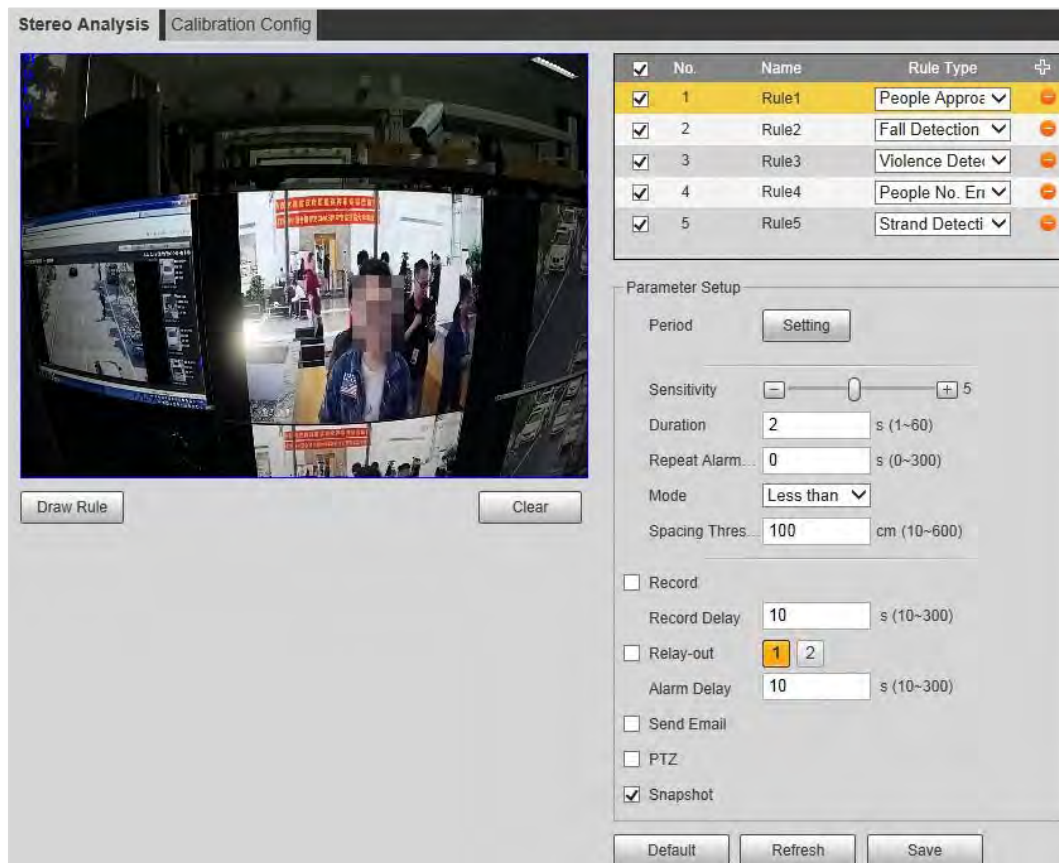 Stereo Analysis
Calibration Config
No. Name Rule Type
1 Rule1 People Approa
2 Rule2 Fall Detection
3 Rule3 Violence Dete
4 Rule4 People No. Err
5 Rule5 Strand Detecti
Draw Rule
Clear
Parameter Setup
Period Setting
Sensitivity 5
Duration 2 s (1~60)
Repeat Alarm... 0 s (0~300)
Mode Less than
Spacing Thres... 100 cm (10~600)
Record
Record Delay 10 s (10~300)
Relay-out 1 2
Alarm Delay 10 s (10~300)
Send Email
PTZ
Snapshot
Default Refresh Save